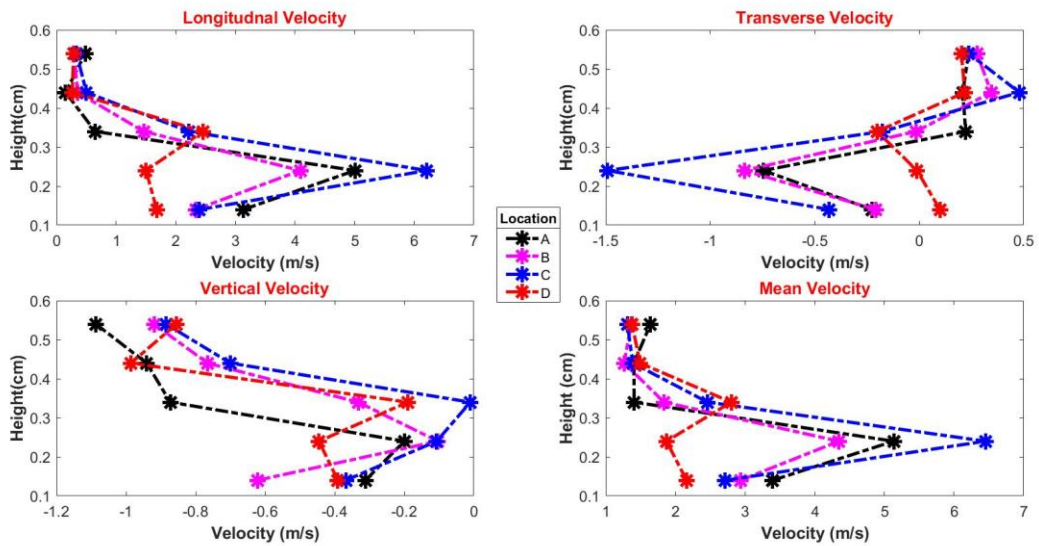 Longitudnal Velocity
Height(cm)
0.6
0.5
0.4
0.3
0.2
0.1
0 1 2 3 4 5 6 7
Velocity (m/s)
Transverse Velocity
Height(cm)
0.6
0.5
0.4
0.3
0.2
0.1
-1.5 -1 -0.5 0 0.5
Velocity (m/s)
Location
A
B
C
D
Vertical Velocity
Height(cm)
0.6
0.5
0.4
0.3
0.2
0.1
-1.2 -1 -0.8 -0.6 -0.4 -0.2 0
Velocity (m/s)
Mean Velocity
Height (cm)
0.6
0.5
0.4
0.3
0.2
0.1
1 2 3 4 5 6 7
Velocity (m/s)